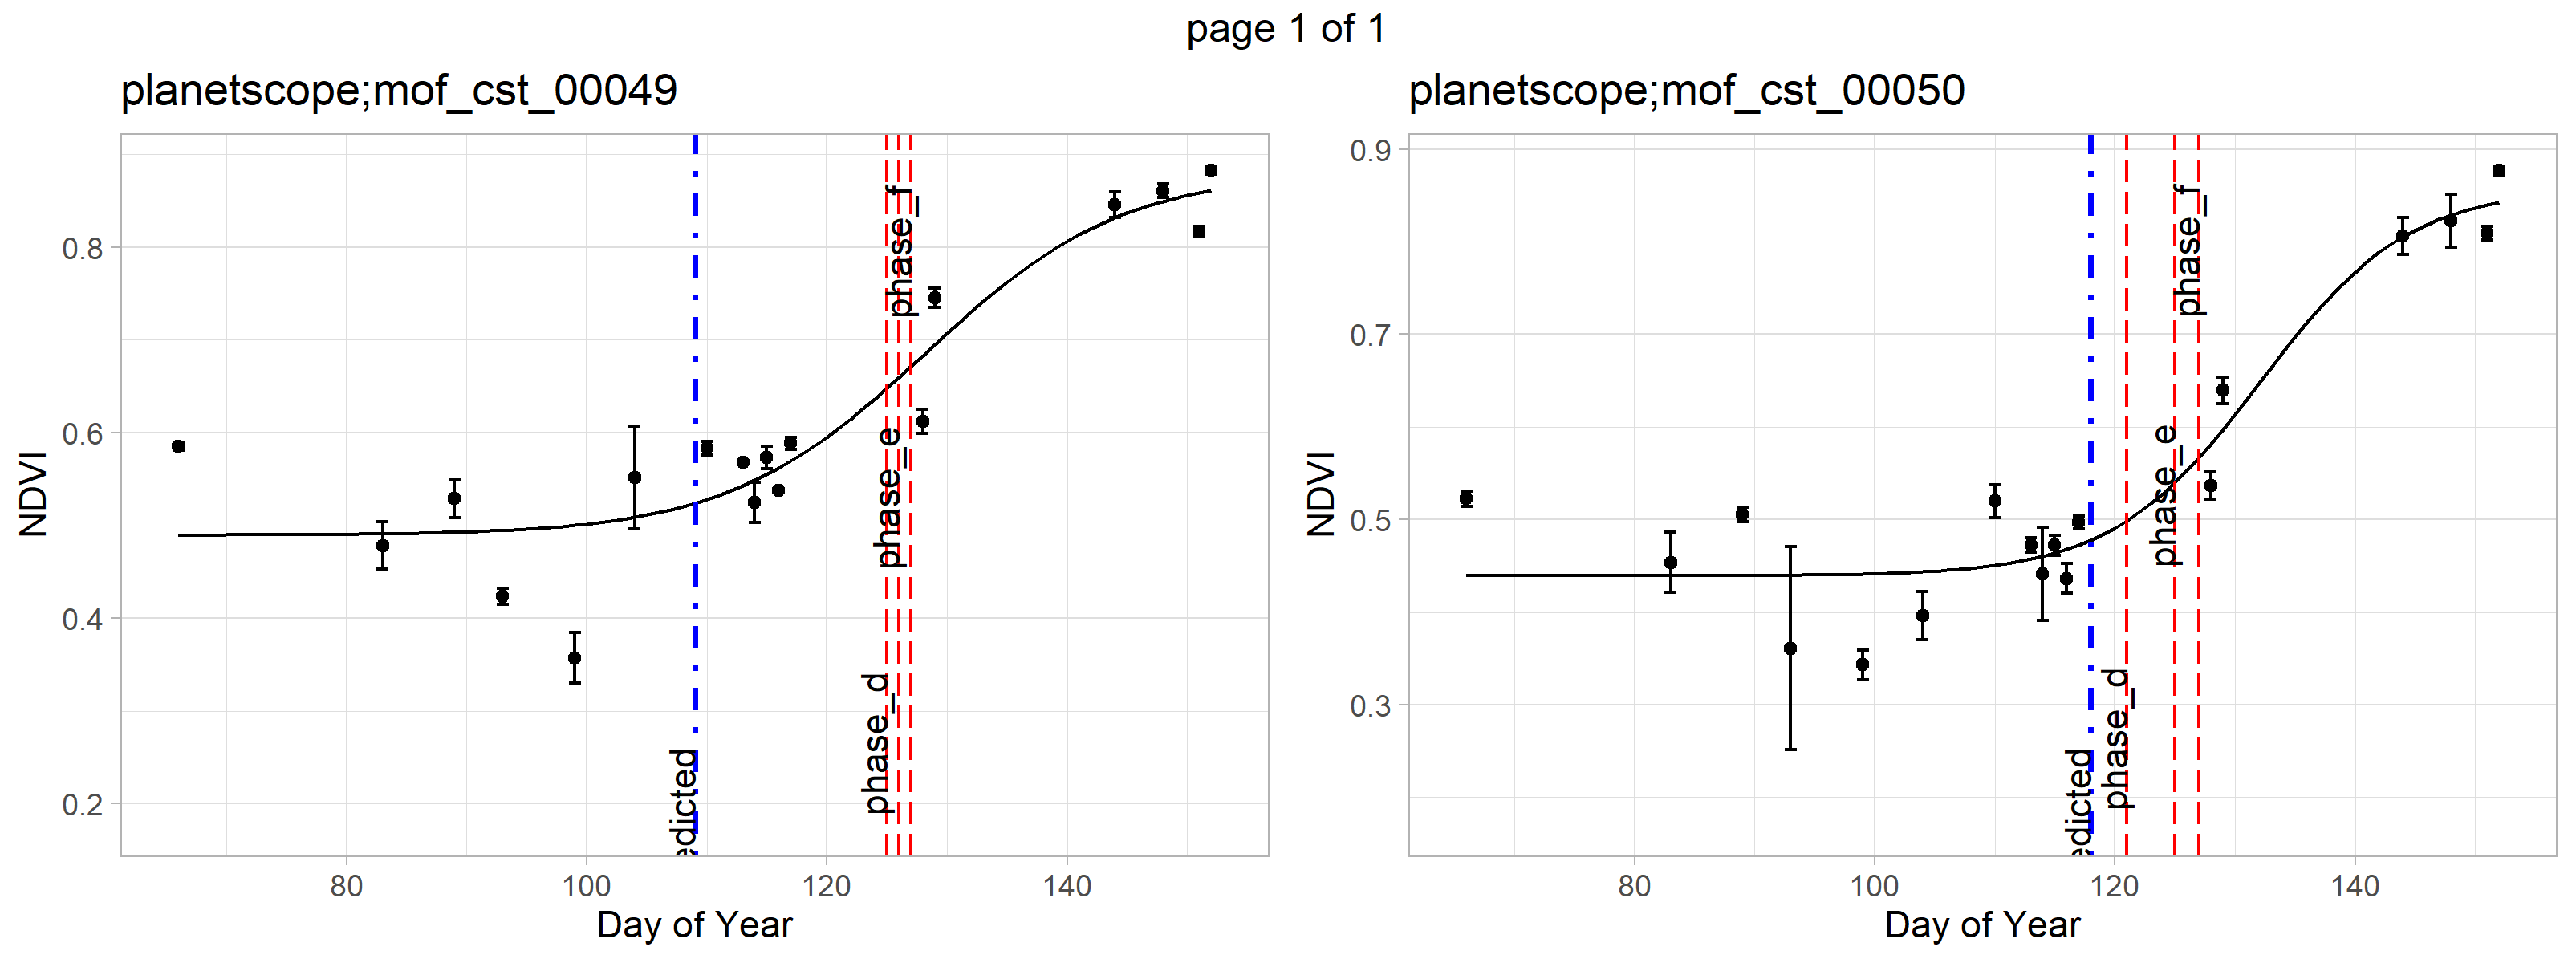 page 1 of 1
planetscope;mof_cst_00049
NDVI
0.8
0.6
0.4
0.2
edicted
phase_d
phase_e
phase_f
80
100
120
140
Day of Year
planetscope;mof_cst_00050
NDVI
0.9
0.7
0.5
0.3
edicted
phase_d
phase_e
phase_f
80
100
120
140
Day of Year